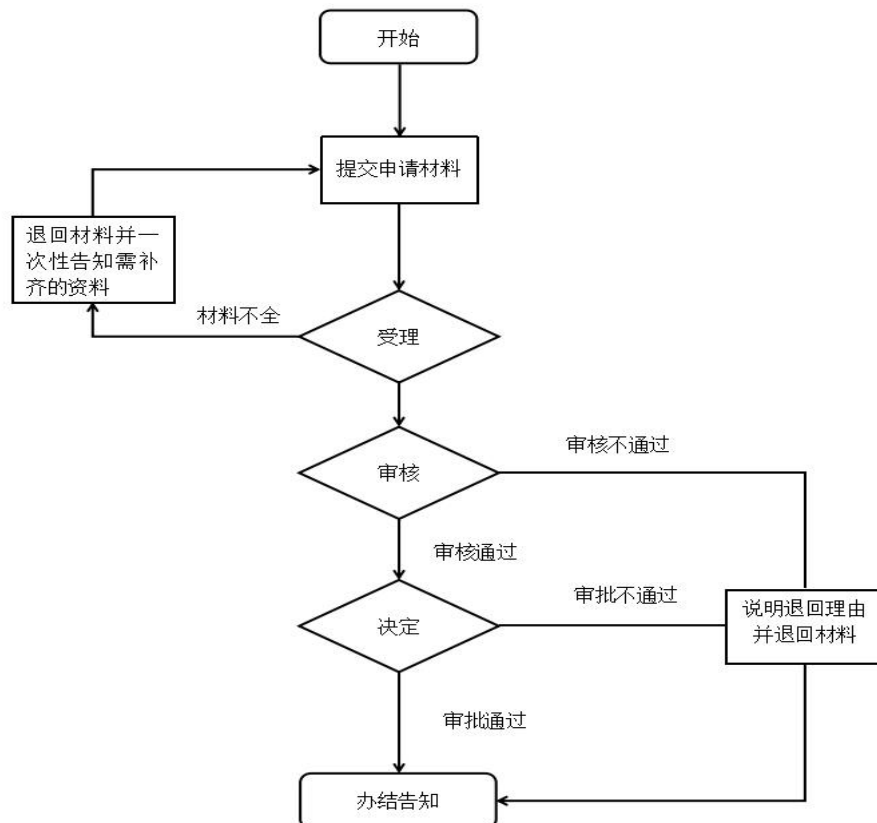 开始
提交申请材料
退回材料并一
次性告知需补
齐的资料
材料不全
受理
审核不通过
审核
审核通过
审批不通过
说明退回理由
并退回材料
决定
审批通过
办结告知